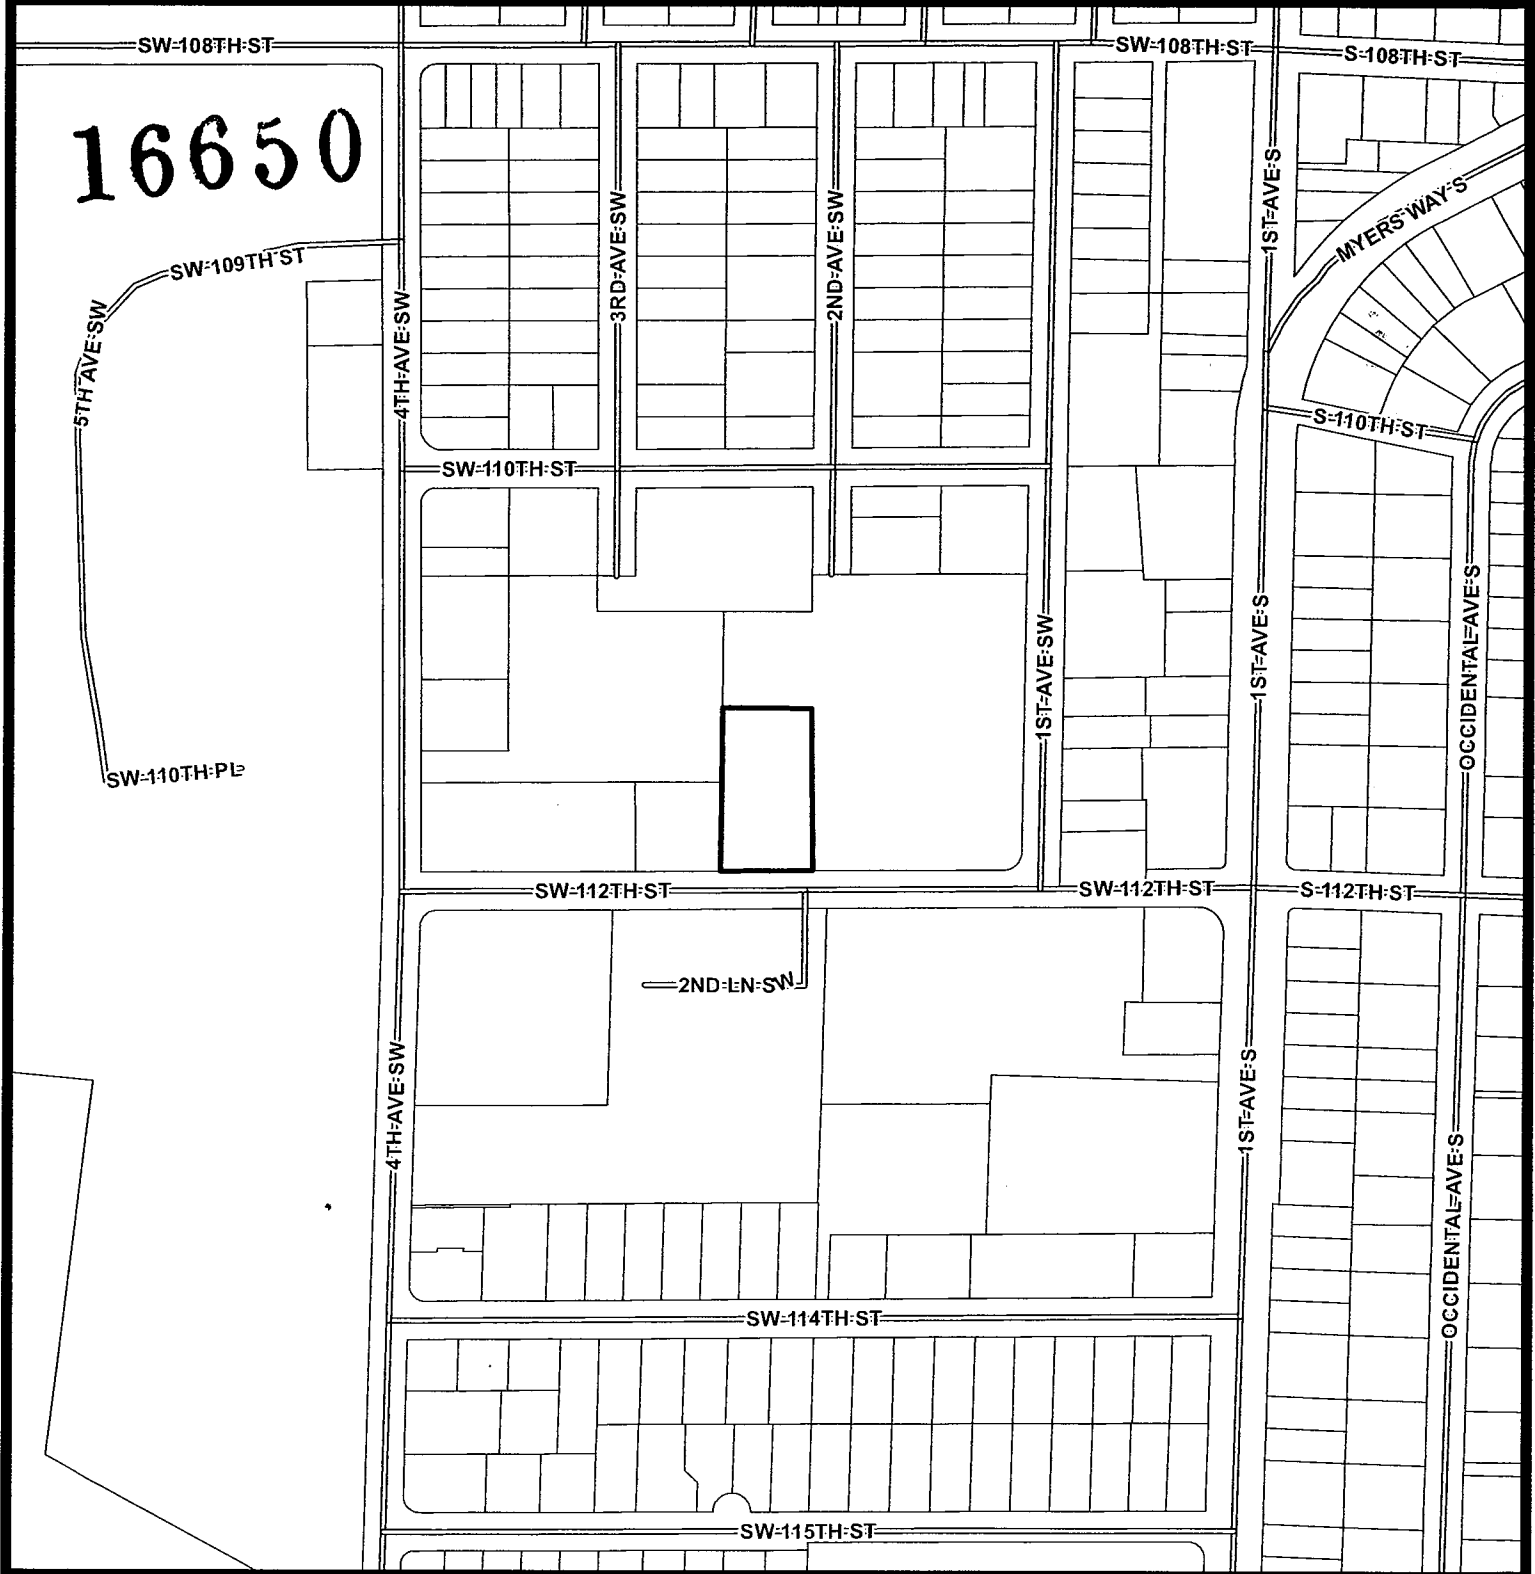 SW 108TH ST
SW 108TH ST
S 108TH ST
16650
1ST AVE S
MYERS WAY S
3RD AVE SW
2ND AVE SW
SW 109TH ST
4TH AVE SW
5TH AVE SW
S 110TH ST
SW 110TH ST
1ST AVE SW
1ST AVE S
OCCIDENTAL AVE S
SW 110TH PL
SW 112TH ST
SW 112TH ST
S 112TH ST
2ND LN SW
4TH AVE SW
1ST AVE S
OCCIDENTAL AVE S
SW 114TH ST
SW 115TH ST